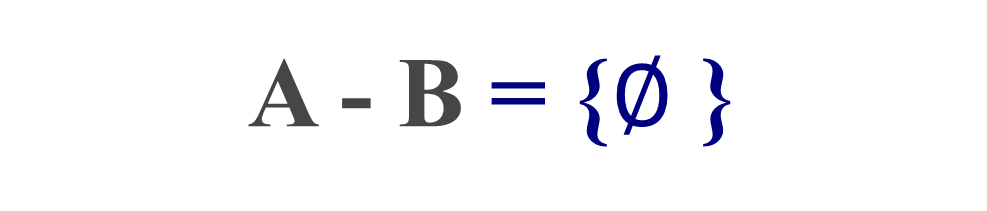 A - B = {∅ }